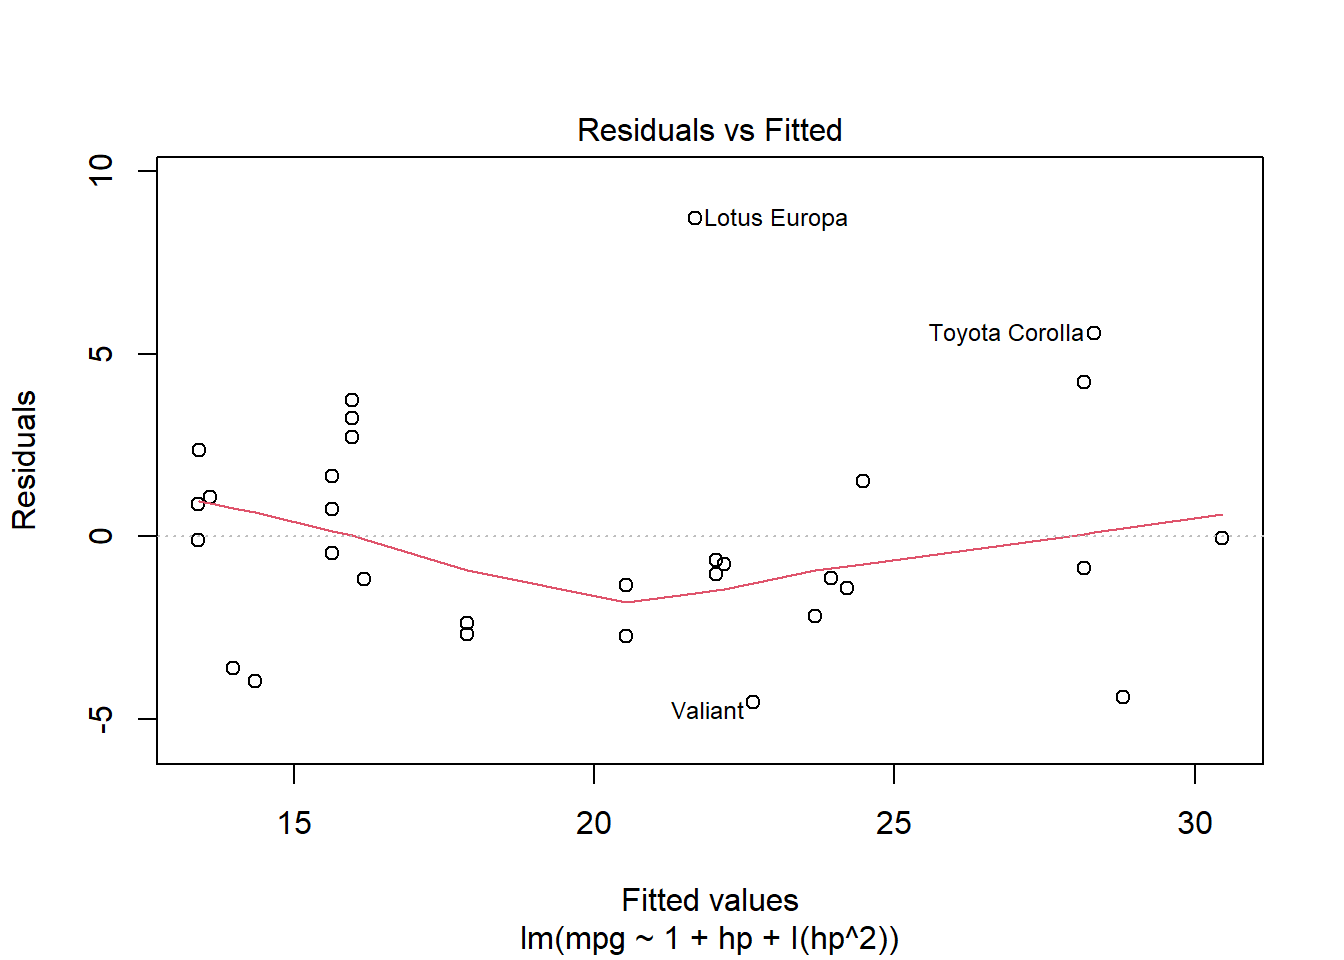 Residuals vs Fitted
10
5
0
-5
Residuals
Lotus Europa
Toyota Corolla
Valiant
15 20 25 30
Fitted values
lm(mpg ~ 1 + hp + I(hp^2))